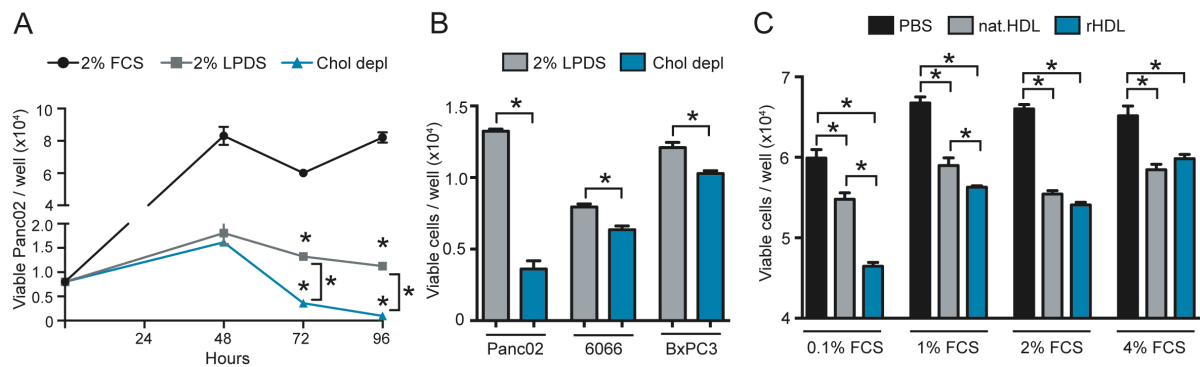 A
2% FCS 2% LPDS Chol depl
Viable Panc02 / well (x10⁴)
10
8
6
4
2.0
1.5
1.0
0.5
0
* *
* *
* *
24 48 72 96
Hours
B
2% LPDS Chol depl
Viable cells / well (x10⁴)
1.5
1.0
0.5
0
* * *
Panc02 6066 BxPC3
C
PBS nat.HDL rHDL
Viable cells / well (x10⁴)
7
6
5
4
* * *
* * *
* * *
* *
0.1% FCS 1% FCS 2% FCS 4% FCS